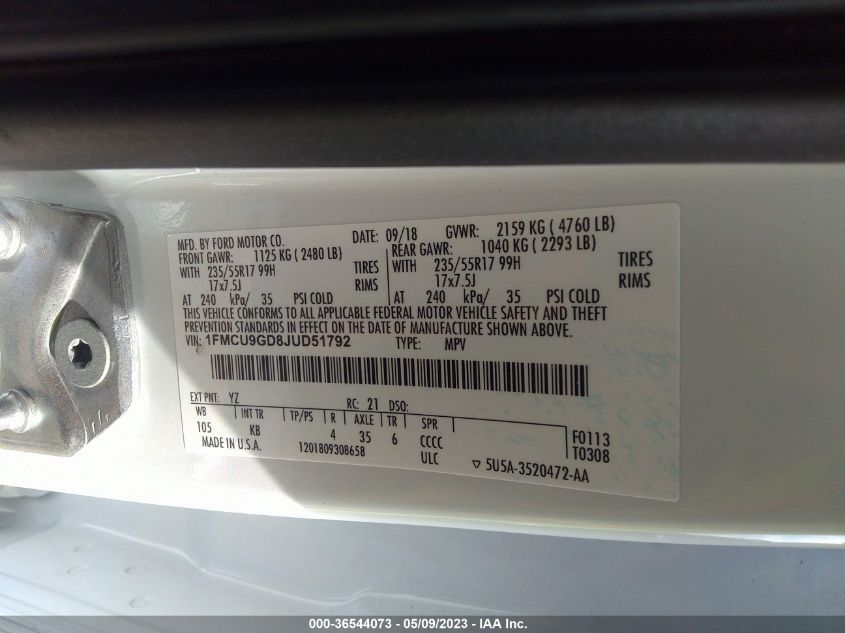 MFD. BY FORD MOTOR CO. DATE: 09/18 GVWR: 2159 KG ( 4760 LB)
FRONT GAWR: 1125 KG ( 2480 LB) REAR GAWR: 1040 KG ( 2293 LB)
WITH 235/55R17 99H TIRES WITH 235/55R17 99H TIRES
17x7.5J RIMS 17x7.5J RIMS
AT 240 kPa/ 35 PSI COLD AT 240 kPa/ 35 PSI COLD
THIS VEHICLE CONFORMS TO ALL APPLICABLE FEDERAL MOTOR VEHICLE SAFETY AND THEFT
PREVENTION STANDARDS IN EFFECT ON THE DATE OF MANUFACTURE SHOWN ABOVE.
VIN: 1FMCU9GD8JUD51792 TYPE: MPV
EXT PNT: YZ RC: 21 DSO:
WB INT TR TP/PS R AXLE TR SPR
105 KB 4 35 6 CCCC F0113
MADE IN U.S.A. 1201809308658 ULC T0308
5U5A-3520472-AA
000-36544073 - 05/09/2023 - IAA Inc.